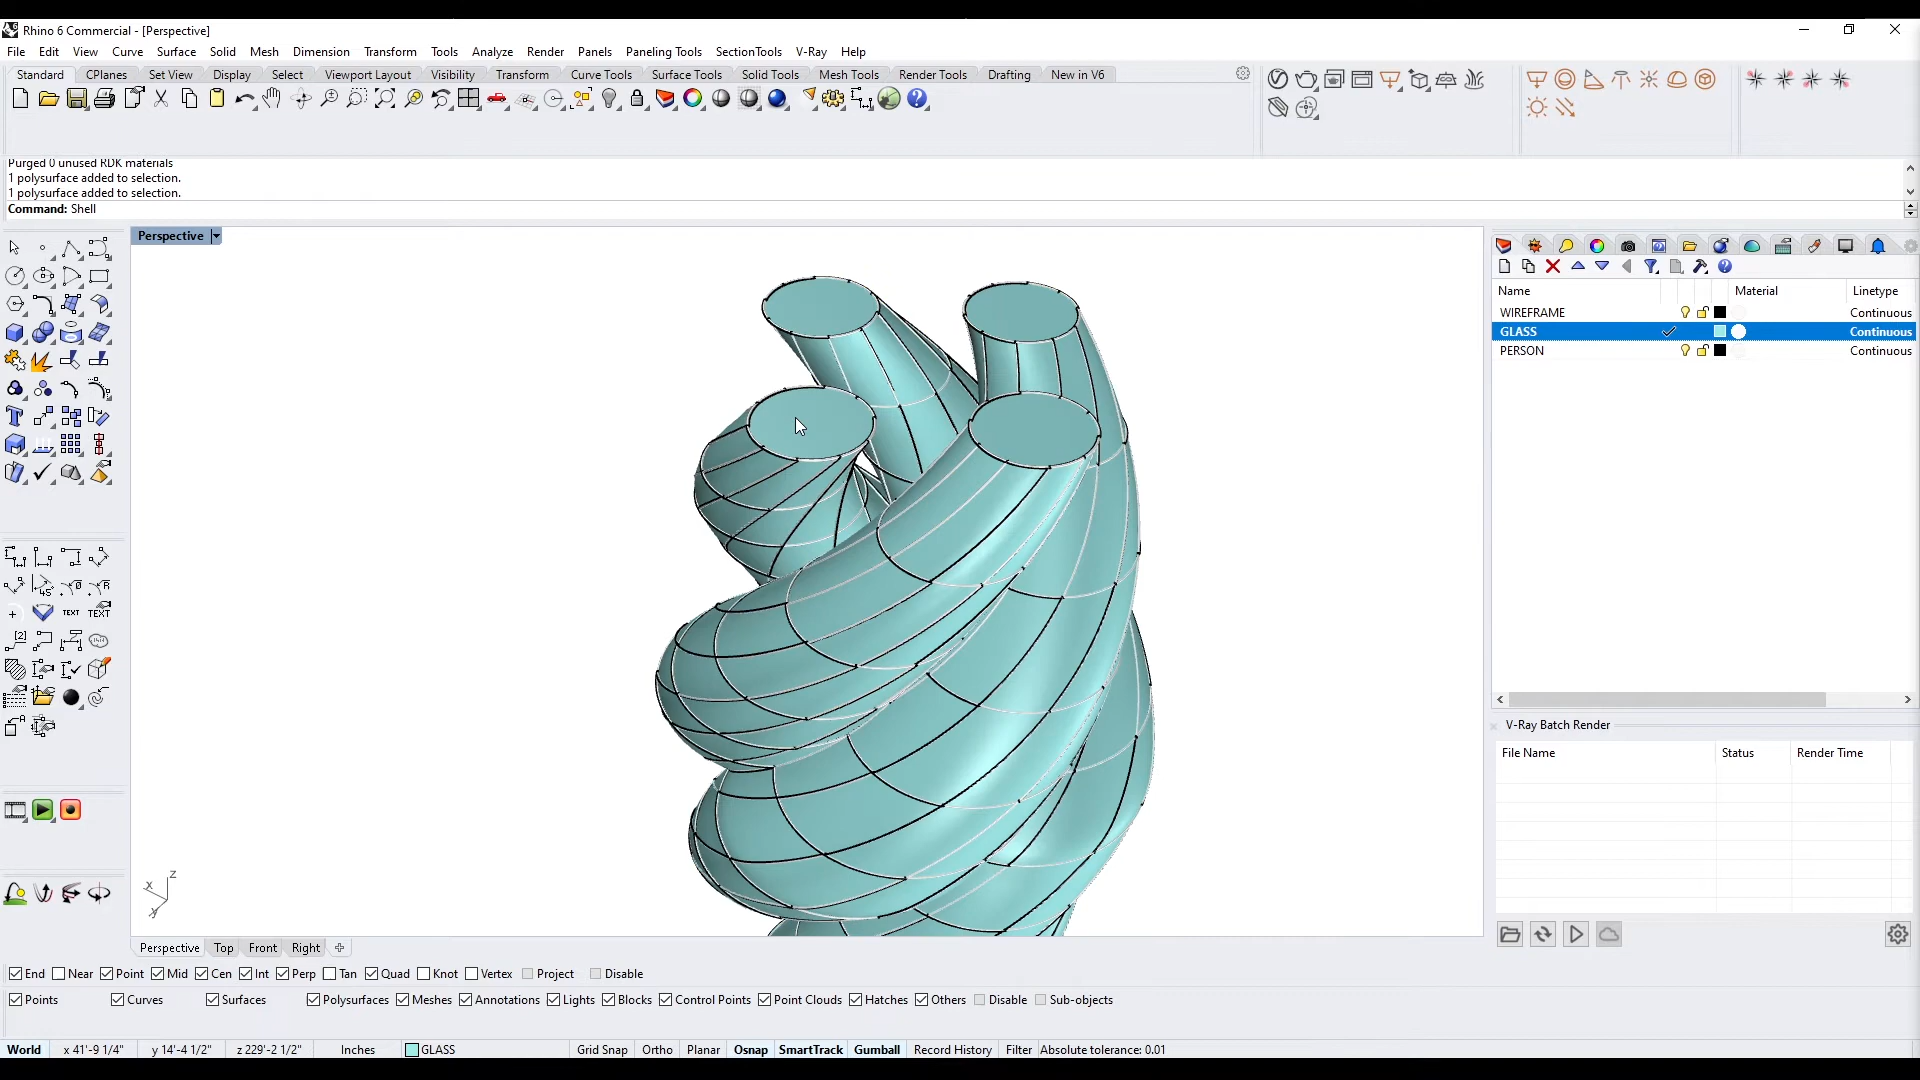 Rhino 6 Commercial - [Perspective]
File Edit View Curve Surface Solid Mesh Dimension Transform Tools Analyze Render Panels Paneling Tools SectionTools V-Ray Help
Standard CPlanes Set View Display Select Viewport Layout Visibility Transform Curve Tools Surface Tools Solid Tools Mesh Tools Render Tools Drafting New in V6
Purged 0 unused RDK materials
1 polysurface added to selection.
1 polysurface added to selection.
Command: Shell
Perspective
Name Material Linetype
WIREFRAME Continuous
GLASS Continuous
PERSON Continuous
TEXT TEXT
V-Ray Batch Render
File Name Status Render Time
z
x
y
Perspective Top Front Right
End Near Point Mid Cen Int Perp Tan Quad Knot Vertex Project Disable
Points Curves Surfaces Polysurfaces Meshes Annotations Lights Blocks Control Points Point Clouds Hatches Others Disable Sub-objects
World x 41'-9 1/4" y 14'-4 1/2" z 229'-2 1/2" Inches GLASS Grid Snap Ortho Planar Osnap SmartTrack Gumball Record History Filter Absolute tolerance: 0.01